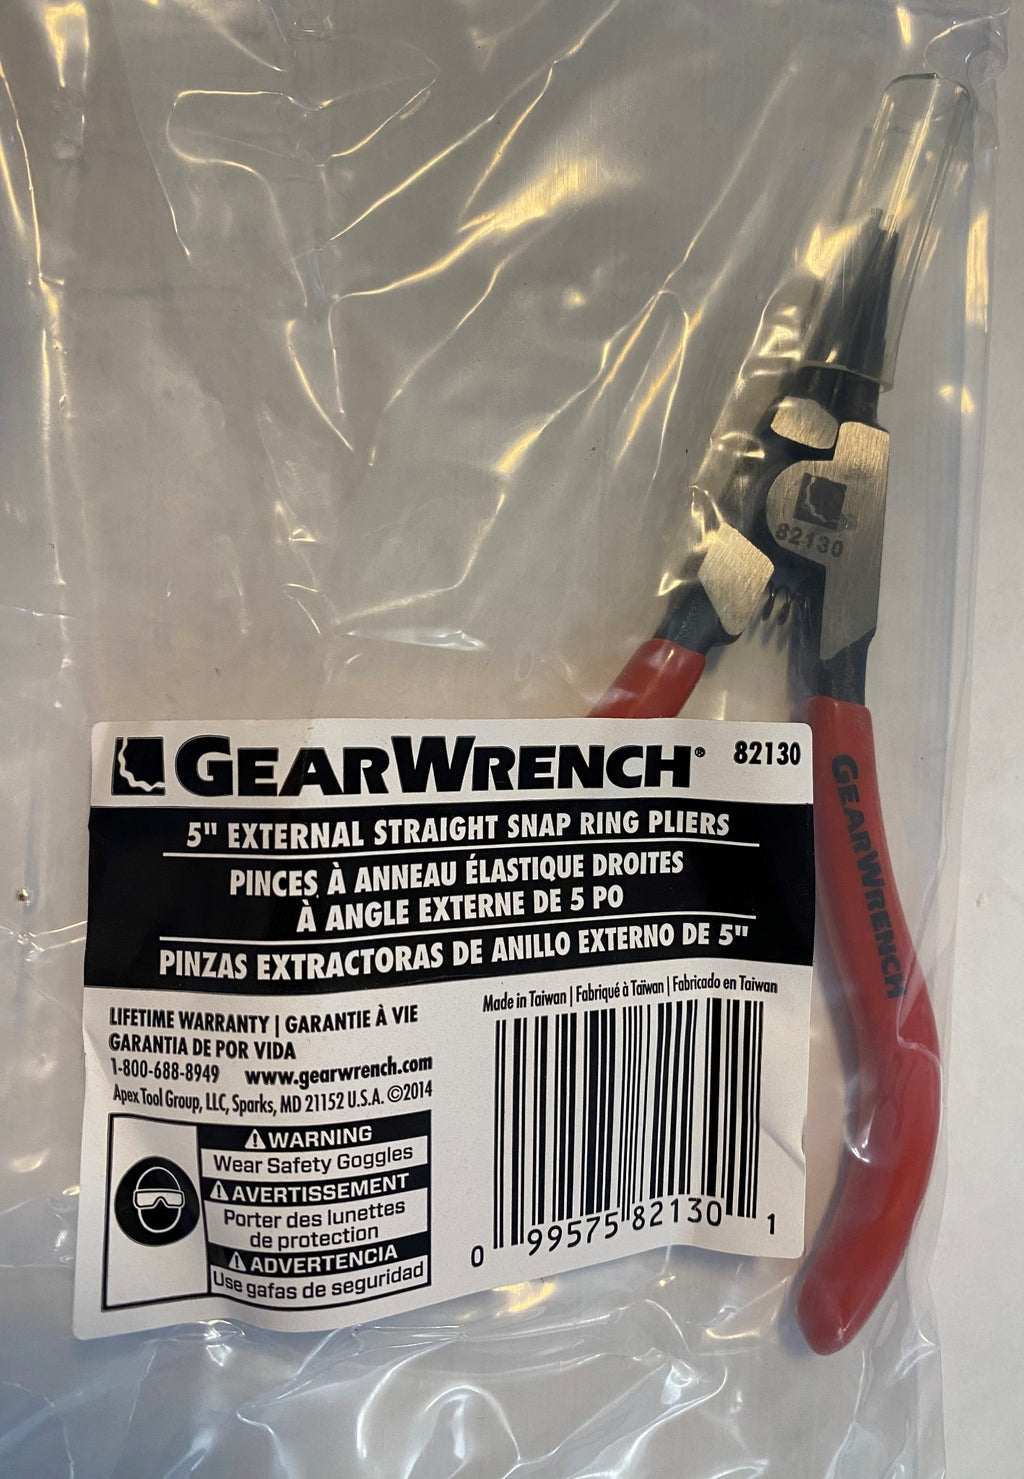 82130
GEARWRENCH® 82130
5" EXTERNAL STRAIGHT SNAP RING PLIERS
PINCES À ANNEAU ÉLASTIQUE DROITES
À ANGLE EXTERNE DE 5 PO
PINZAS EXTRACTORAS DE ANILLO EXTERNO DE 5"
GEARWRENCH
Made in Taiwan | Fabriqué à Taïwan | Fabricado en Taiwan
LIFETIME WARRANTY | GARANTIE À VIE
GARANTIA DE POR VIDA
1-800-688-8949 www.gearwrench.com
Apex Tool Group, LLC, Sparks, MD 21152 U.S.A. ©2014
WARNING
Wear Safety Goggles
AVERTISSEMENT
Porter des lunettes
de protection
ADVERTENCIA
Use gafas de seguridad
0 99575 82130 1